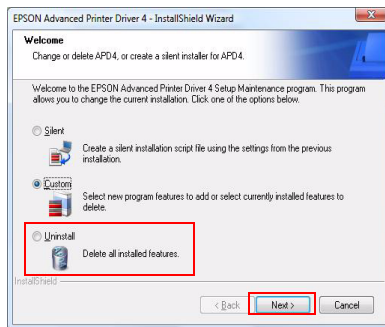 EPSON Advanced Printer Driver 4 - InstallShield Wizard
Welcome
Change or delete APD4, or create a silent installer for APD4.
Welcome to the EPSON Advanced Printer Driver 4 Setup Maintenance program. This program
allows you to change the current installation. Click one of the options below.
Silent
Create a silent installation script file using the settings from the previous
installation.
Custom
Select new program features to add or select currently installed features to
delete.
Uninstall
Delete all installed features.
InstallShield
< Back
Next >
Cancel